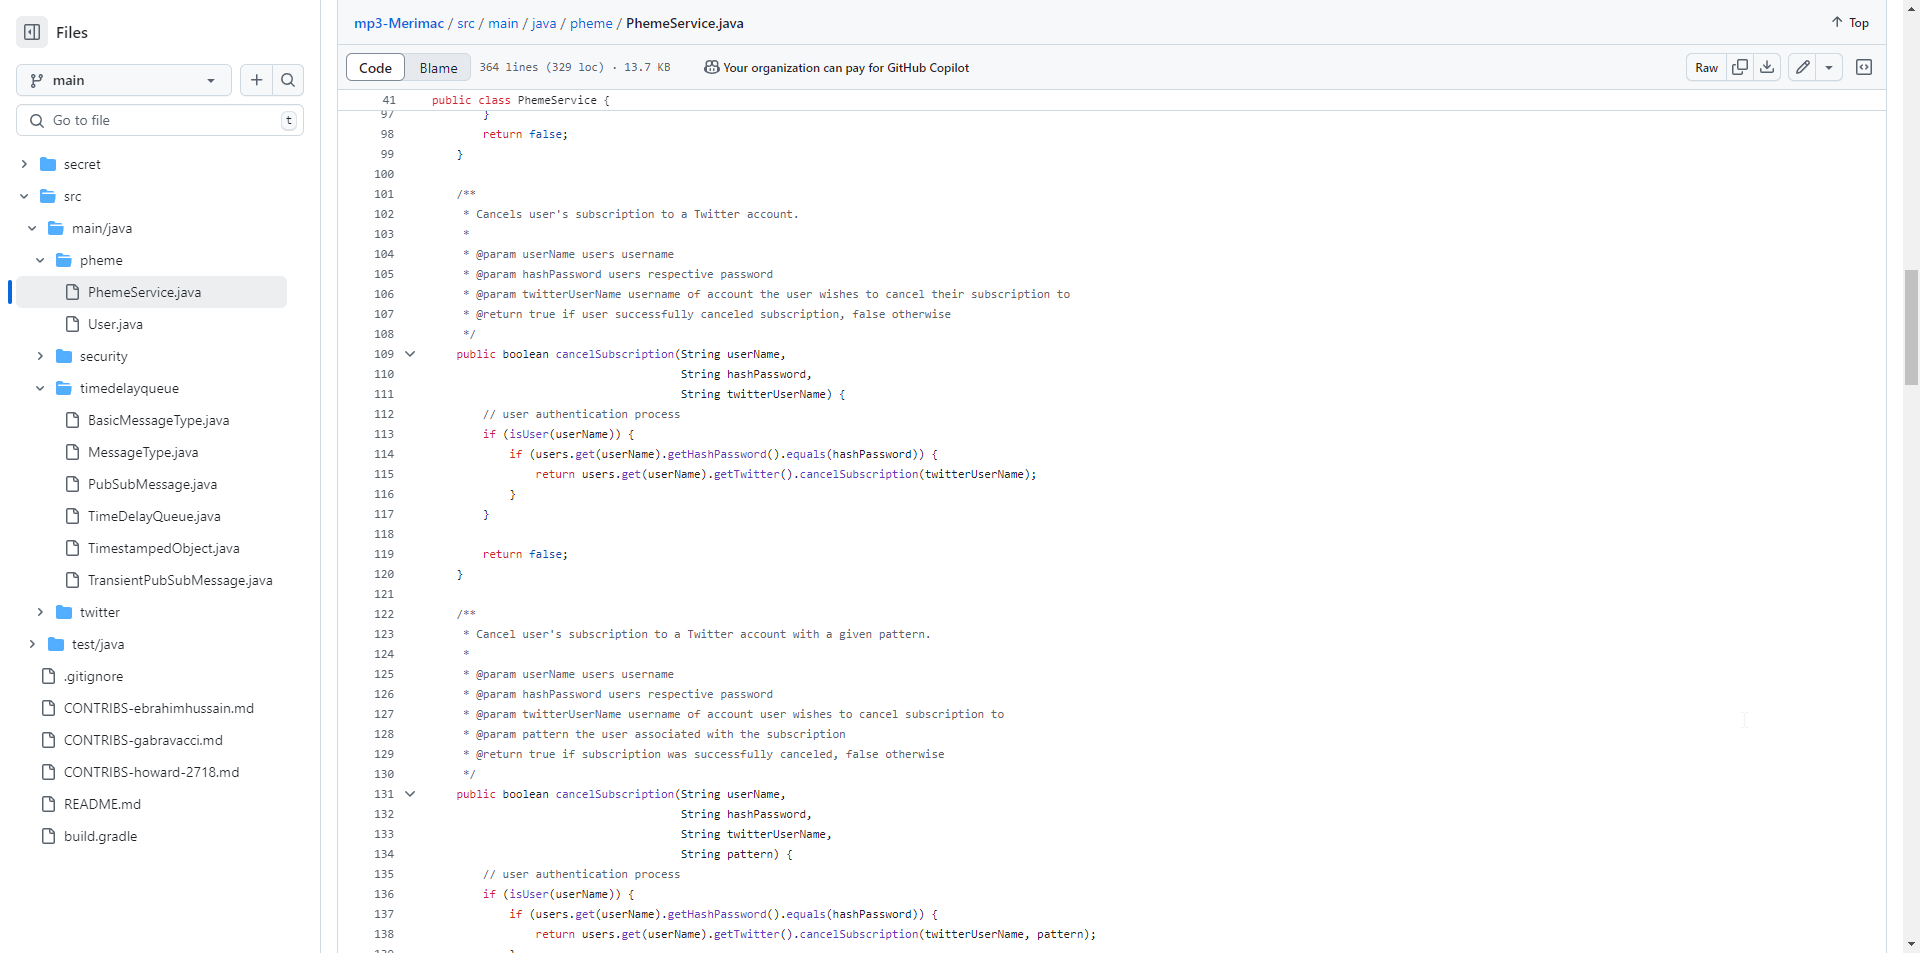 Files
main
Go to file
t
secret
src
main/java
pheme
PhemeService.java
User.java
security
timedelayqueue
BasicMessageType.java
MessageType.java
PubSubMessage.java
TimeDelayQueue.java
TimestampedObject.java
TransientPubSubMessage.java
twitter
test/java
.gitignore
CONTRIBS-ebrahimhussain.md
CONTRIBS-gabravacci.md
CONTRIBS-howard-2718.md
README.md
build.gradle
mp3-Merimac / src / main / java / pheme / PhemeService.java
Top
Code Blame 364 lines (329 loc) · 13.7 KB Your organization can pay for GitHub Copilot
Raw
41 public class PhemeService {
97 }
98 return false;
99 }
100
101 /**
102 * Cancels user's subscription to a Twitter account.
103 *
104 * @param userName users username
105 * @param hashPassword users respective password
106 * @param twitterUserName username of account the user wishes to cancel their subscription to
107 * @return true if user successfully canceled subscription, false otherwise
108 */
109 public boolean cancelSubscription(String userName,
110 String hashPassword,
111 String twitterUserName) {
112 // user authentication process
113 if (isUser(userName)) {
114 if (users.get(userName).getHashPassword().equals(hashPassword)) {
115 return users.get(userName).getTwitter().cancelSubscription(twitterUserName);
116 }
117 }
118
119 return false;
120 }
121
122 /**
123 * Cancel user's subscription to a Twitter account with a given pattern.
124 *
125 * @param userName users username
126 * @param hashPassword users respective password
127 * @param twitterUserName username of account user wishes to cancel subscription to
128 * @param pattern the user associated with the subscription
129 * @return true if subscription was successfully canceled, false otherwise
130 */
131 public boolean cancelSubscription(String userName,
132 String hashPassword,
133 String twitterUserName,
134 String pattern) {
135 // user authentication process
136 if (isUser(userName)) {
137 if (users.get(userName).getHashPassword().equals(hashPassword)) {
138 return users.get(userName).getTwitter().cancelSubscription(twitterUserName, pattern);
139 }